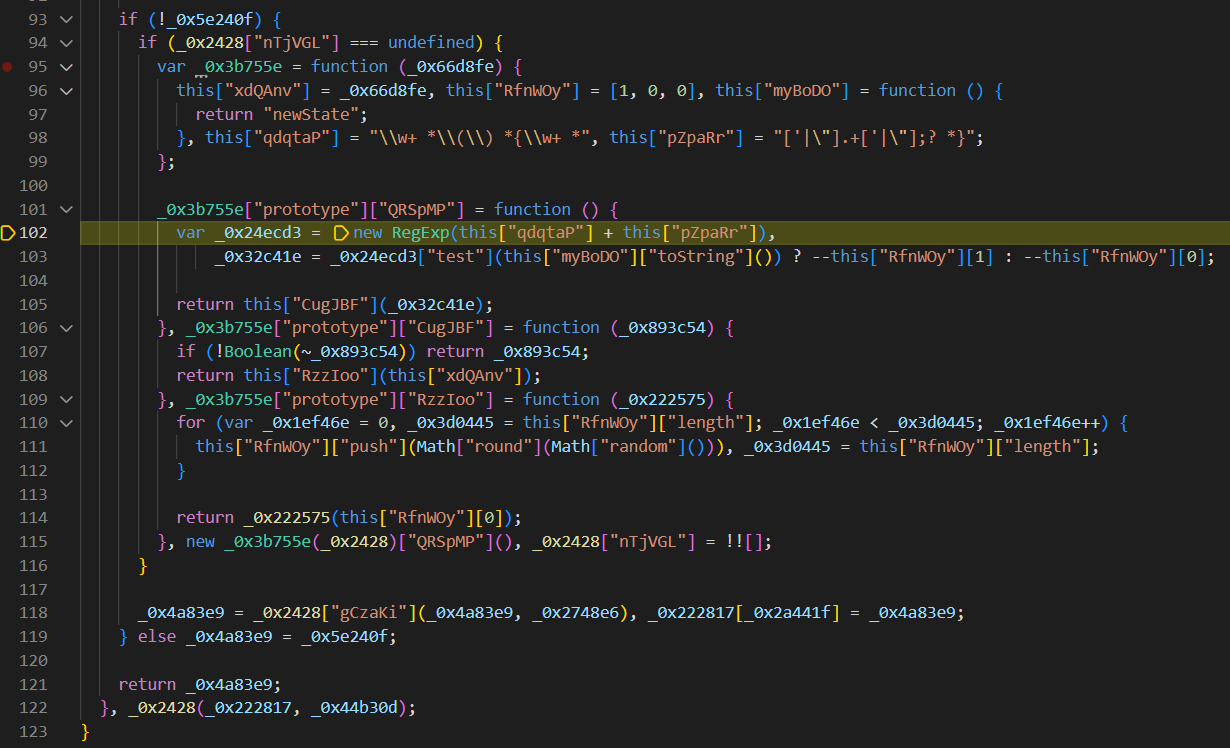 93 if (!_0x5e240f) {
94 if (_0x2428["nTjVGL"] === undefined) {
95 var _0x3b755e = function (_0x66d8fe) {
96 this["xdQAnv"] = _0x66d8fe, this["RfnWOy"] = [1, 0, 0], this["myBoDO"] = function () {
97 return "newState";
98 }, this["qdqtaP"] = "\\w+ *\\(\\) *{\\w+ *", this["pZpaRr"] = "['|\"].+['|\"];? *}";
99 };
100
101 _0x3b755e["prototype"]["QRSpMP"] = function () {
102 var _0x24ecd3 = new RegExp(this["qdqtaP"] + this["pZpaRr"]),
103 _0x32c41e = _0x24ecd3["test"](this["myBoDO"]["toString"]()) ? --this["RfnWOy"][1] : --this["RfnWOy"][0];
104
105 return this["CugJBF"](_0x32c41e);
106 }, _0x3b755e["prototype"]["CugJBF"] = function (_0x893c54) {
107 if (!Boolean(~_0x893c54)) return _0x893c54;
108 return this["RzzIoo"](this["xdQAnv"]);
109 }, _0x3b755e["prototype"]["RzzIoo"] = function (_0x222575) {
110 for (var _0x1ef46e = 0, _0x3d0445 = this["RfnWOy"]["length"]; _0x1ef46e < _0x3d0445; _0x1ef46e++) {
111 this["RfnWOy"]["push"](Math["round"](Math["random"]())), _0x3d0445 = this["RfnWOy"]["length"];
112 }
113
114 return _0x222575(this["RfnWOy"][0]);
115 }, new _0x3b755e(_0x2428)["QRSpMP"](), _0x2428["nTjVGL"] = !![];
116 }
117
118 _0x4a83e9 = _0x2428["gCzaKi"](_0x4a83e9, _0x2748e6), _0x222817[_0x2a441f] = _0x4a83e9;
119 } else _0x4a83e9 = _0x5e240f;
120
121 return _0x4a83e9;
122 }, _0x2428(_0x222817, _0x44b30d);
123 }